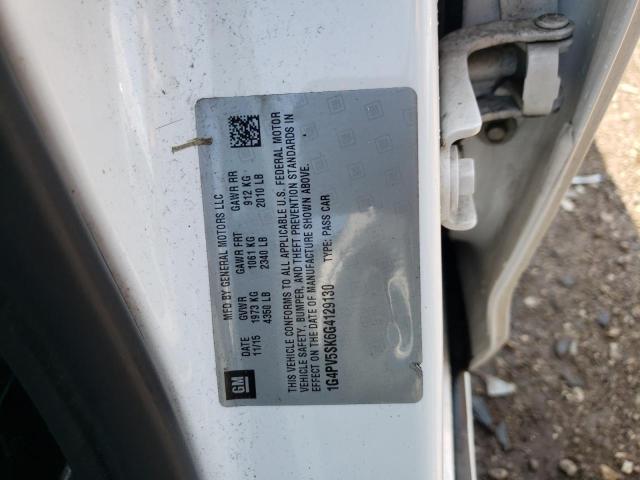 MFD BY GENERAL MOTORS LLC
DATE GVWR GAWR FRT GAWR RR
11/15 1973 KG 1061 KG 912 KG
4350 LB 2340 LB 2010 LB
THIS VEHICLE CONFORMS TO ALL APPLICABLE U.S. FEDERAL MOTOR
VEHICLE SAFETY, BUMPER, AND THEFT PREVENTION STANDARDS IN
EFFECT ON THE DATE OF MANUFACTURE SHOWN ABOVE.
1G4PV5SK6G4129130 TYPE: PASS CAR
GM